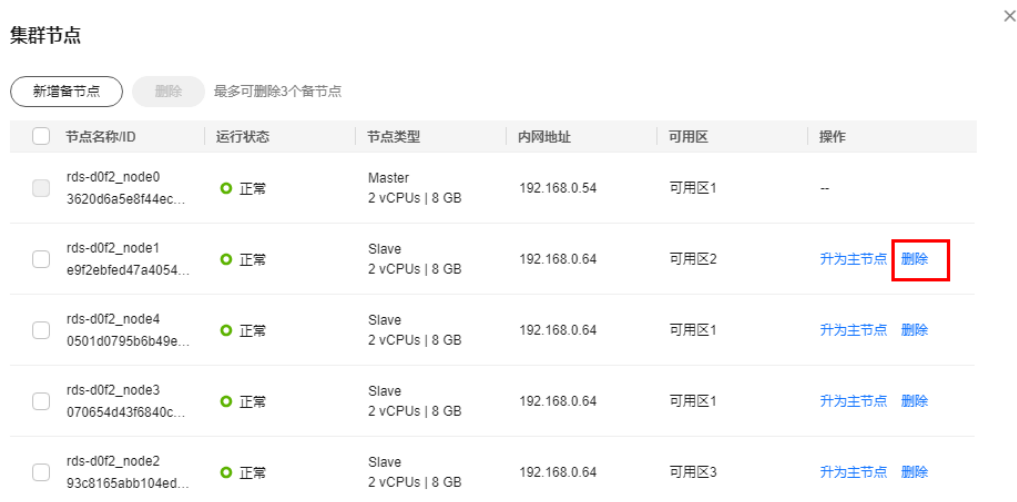 集群节点
新增备节点 删除 最多可删除3个备节点
节点名称/ID 运行状态 节点类型 内网地址 可用区 操作
rds-d0f2_node0
3620d6a5e8f44ec...
正常
Master
2 vCPUs | 8 GB
192.168.0.54
可用区1
--
rds-d0f2_node1
e9f2ebfed47a4054...
正常
Slave
2 vCPUs | 8 GB
192.168.0.64
可用区2
升为主节点 删除
rds-d0f2_node4
0501d0795b6b49e...
正常
Slave
2 vCPUs | 8 GB
192.168.0.64
可用区1
升为主节点 删除
rds-d0f2_node3
070654d43f6840c...
正常
Slave
2 vCPUs | 8 GB
192.168.0.64
可用区1
升为主节点 删除
rds-d0f2_node2
93c8165abb104ed...
正常
Slave
2 vCPUs | 8 GB
192.168.0.64
可用区3
升为主节点 删除